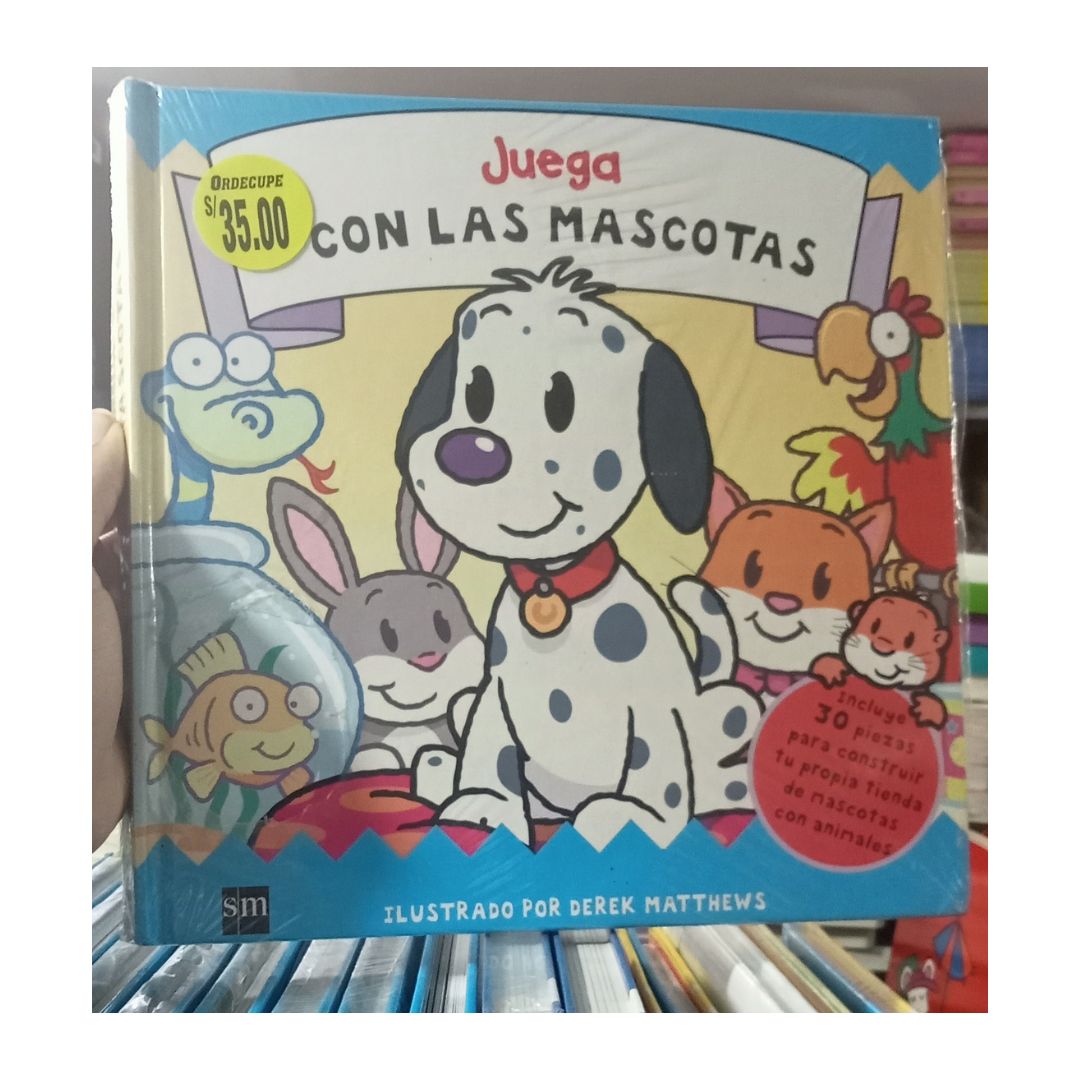 Juega
CON LAS MASCOTAS
ORDECUPE
S/35.00
Incluye
30 piezas
para construir
tu propia tienda
de mascotas
con animales
sm
ILUSTRADO POR DEREK MATTHEWS